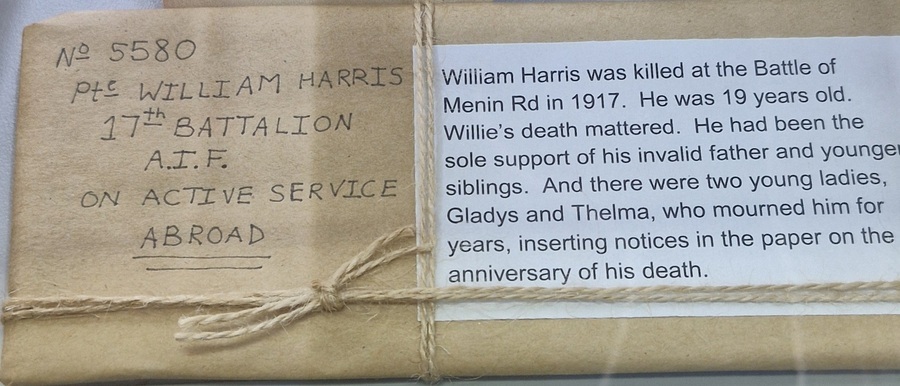 Nº 5580
Ptᵉ WILLIAM HARRIS
17th BATTALION
A.I.F.
ON ACTIVE SERVICE
ABROAD
William Harris was killed at the Battle of
Menin Rd in 1917. He was 19 years old.
Willie's death mattered. He had been the
sole support of his invalid father and younger
siblings. And there were two young ladies,
Gladys and Thelma, who mourned him for
years, inserting notices in the paper on the
anniversary of his death.